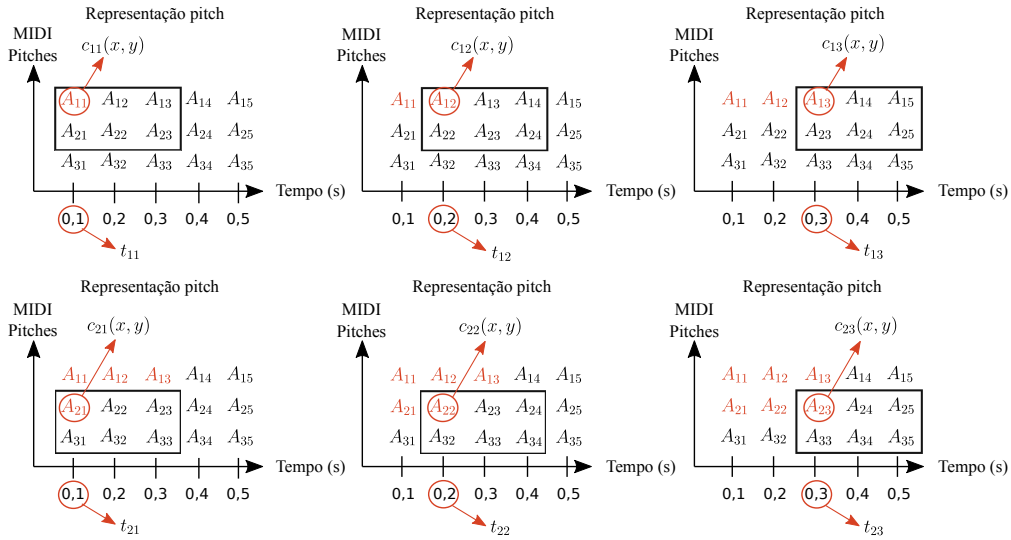 Representação pitch
MIDI
Pitches
c₁₁(x, y)
A₁₁ A₁₂ A₁₃ A₁₄ A₁₅
A₂₁ A₂₂ A₂₃ A₂₄ A₂₅
A₃₁ A₃₂ A₃₃ A₃₄ A₃₅
Tempo (s)
0,1 0,2 0,3 0,4 0,5
t₁₁
Representação pitch
MIDI
Pitches
c₁₂(x, y)
A₁₁ A₁₂ A₁₃ A₁₄ A₁₅
A₂₁ A₂₂ A₂₃ A₂₄ A₂₅
A₃₁ A₃₂ A₃₃ A₃₄ A₃₅
Tempo (s)
0,1 0,2 0,3 0,4 0,5
t₁₂
Representação pitch
MIDI
Pitches
c₁₃(x, y)
A₁₁ A₁₂ A₁₃ A₁₄ A₁₅
A₂₁ A₂₂ A₂₃ A₂₄ A₂₅
A₃₁ A₃₂ A₃₃ A₃₄ A₃₅
Tempo (s)
0,1 0,2 0,3 0,4 0,5
t₁₃
Representação pitch
MIDI
Pitches
c₂₁(x, y)
A₁₁ A₁₂ A₁₃ A₁₄ A₁₅
A₂₁ A₂₂ A₂₃ A₂₄ A₂₅
A₃₁ A₃₂ A₃₃ A₃₄ A₃₅
Tempo (s)
0,1 0,2 0,3 0,4 0,5
t₂₁
Representação pitch
MIDI
Pitches
c₂₂(x, y)
A₁₁ A₁₂ A₁₃ A₁₄ A₁₅
A₂₁ A₂₂ A₂₃ A₂₄ A₂₅
A₃₁ A₃₂ A₃₃ A₃₄ A₃₅
Tempo (s)
0,1 0,2 0,3 0,4 0,5
t₂₂
Representação pitch
MIDI
Pitches
c₂₃(x, y)
A₁₁ A₁₂ A₁₃ A₁₄ A₁₅
A₂₁ A₂₂ A₂₃ A₂₄ A₂₅
A₃₁ A₃₂ A₃₃ A₃₄ A₃₅
Tempo (s)
0,1 0,2 0,3 0,4 0,5
t₂₃